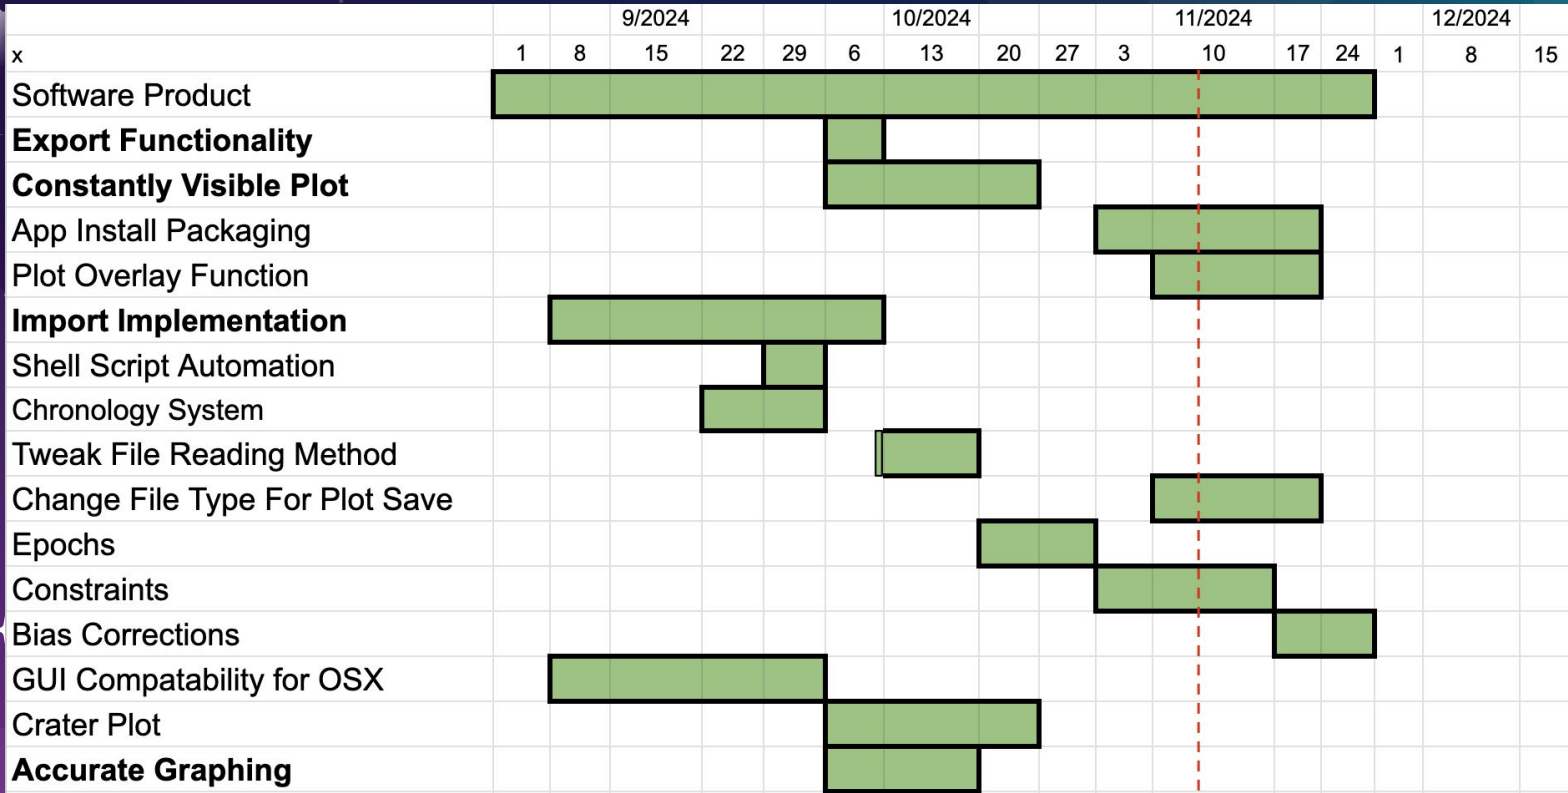 9/2024 10/2024 11/2024 12/2024
x 1 8 15 22 29 6 13 20 27 3 10 17 24 1 8 15
Software Product
Export Functionality
Constantly Visible Plot
App Install Packaging
Plot Overlay Function
Import Implementation
Shell Script Automation
Chronology System
Tweak File Reading Method
Change File Type For Plot Save
Epochs
Constraints
Bias Corrections
GUI Compatability for OSX
Crater Plot
Accurate Graphing